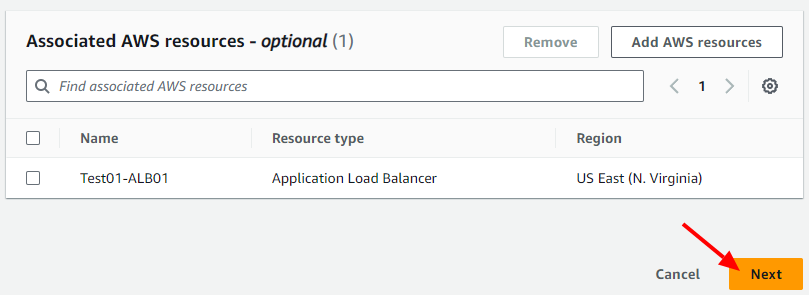 Associated AWS resources - optional (1)
Remove
Add AWS resources
Find associated AWS resources
1
Name
Resource type
Region
Test01-ALB01
Application Load Balancer
US East (N. Virginia)
Cancel
Next